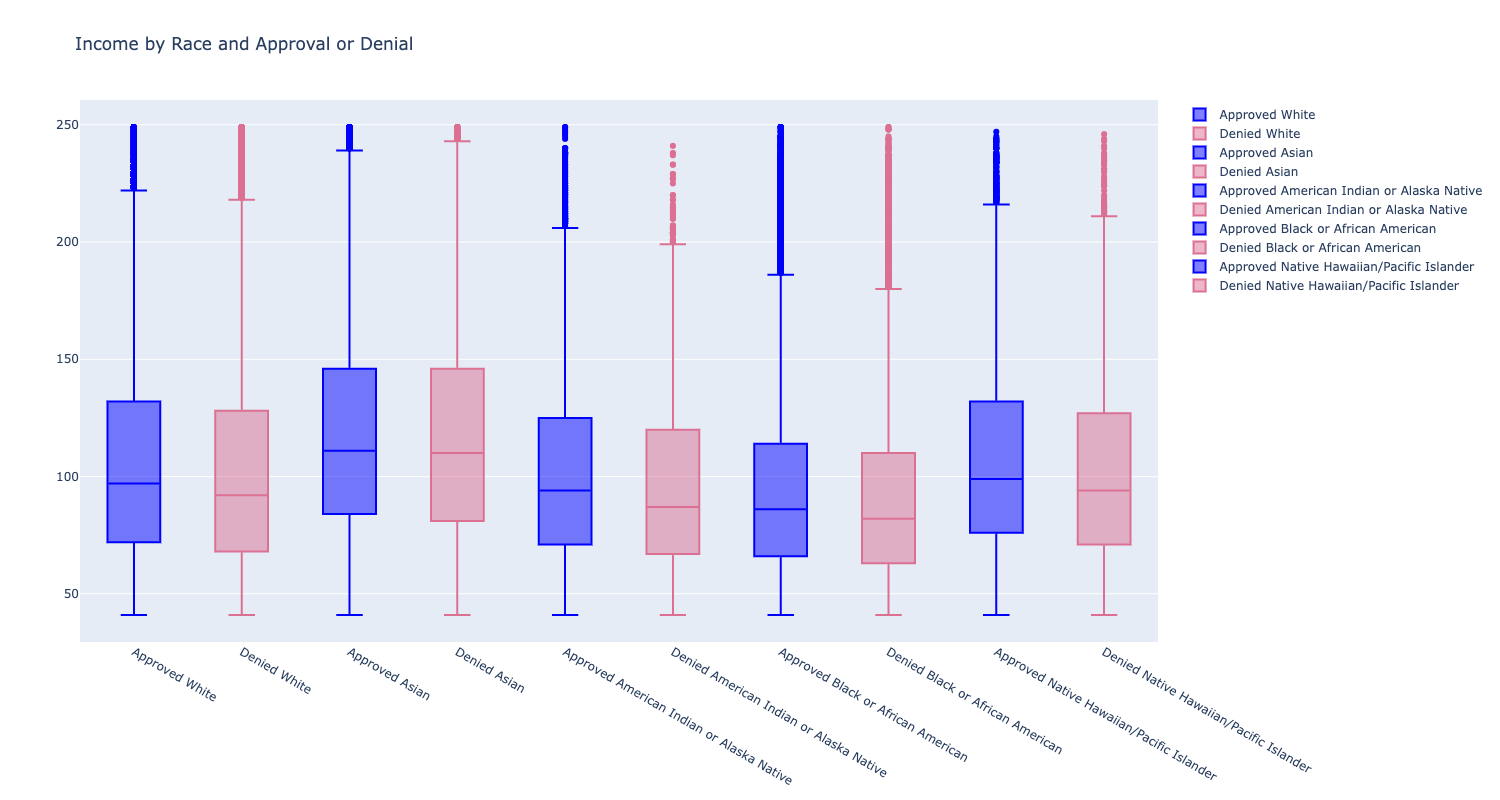 Income by Race and Approval or Denial
250
200
150
100
50
Approved White
Denied White
Approved Asian
Denied Asian
Approved American Indian or Alaska Native
Denied American Indian or Alaska Native
Approved Black or African American
Denied Black or African American
Approved Native Hawaiian/Pacific Islander
Denied Native Hawaiian/Pacific Islander
Approved White
Denied White
Approved Asian
Denied Asian
Approved American Indian or Alaska Native
Denied American Indian or Alaska Native
Approved Black or African American
Denied Black or African American
Approved Native Hawaiian/Pacific Islander
Denied Native Hawaiian/Pacific Islander